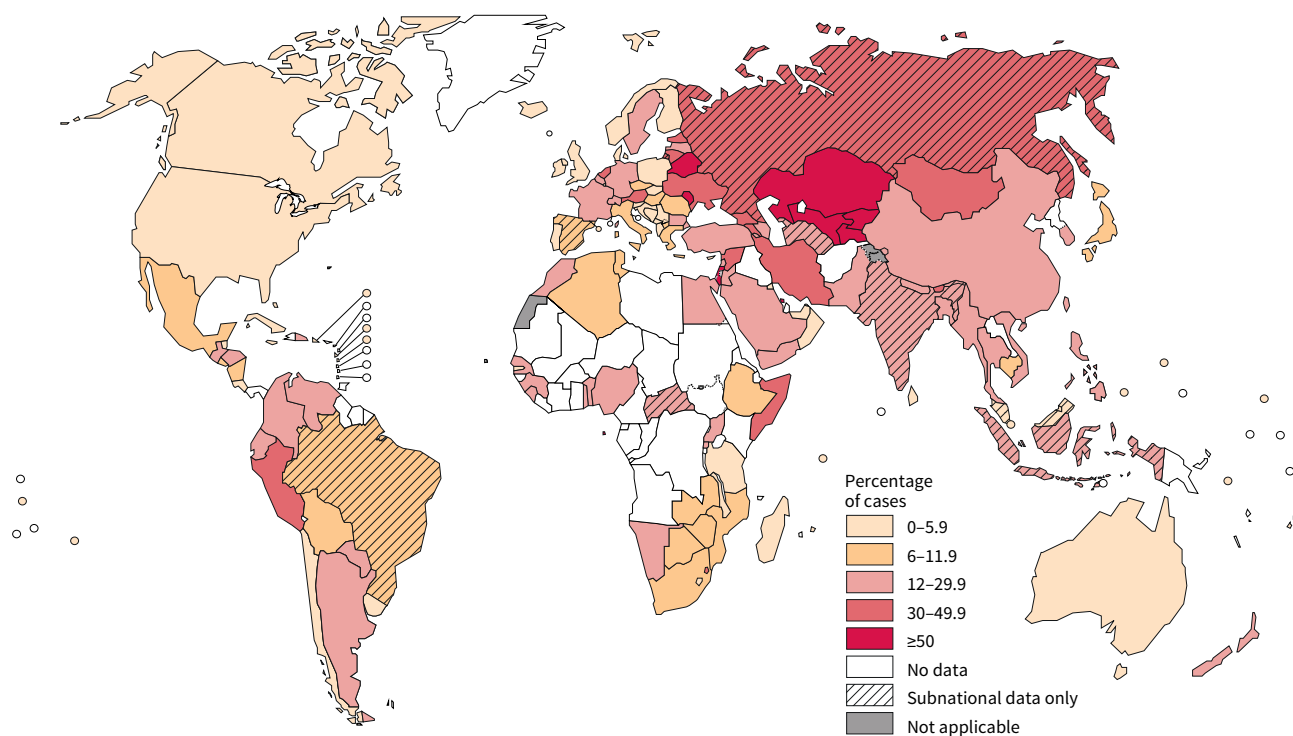 Percentage
of cases
0–5.9
6–11.9
12–29.9
30–49.9
≥50
No data
Subnational data only
Not applicable